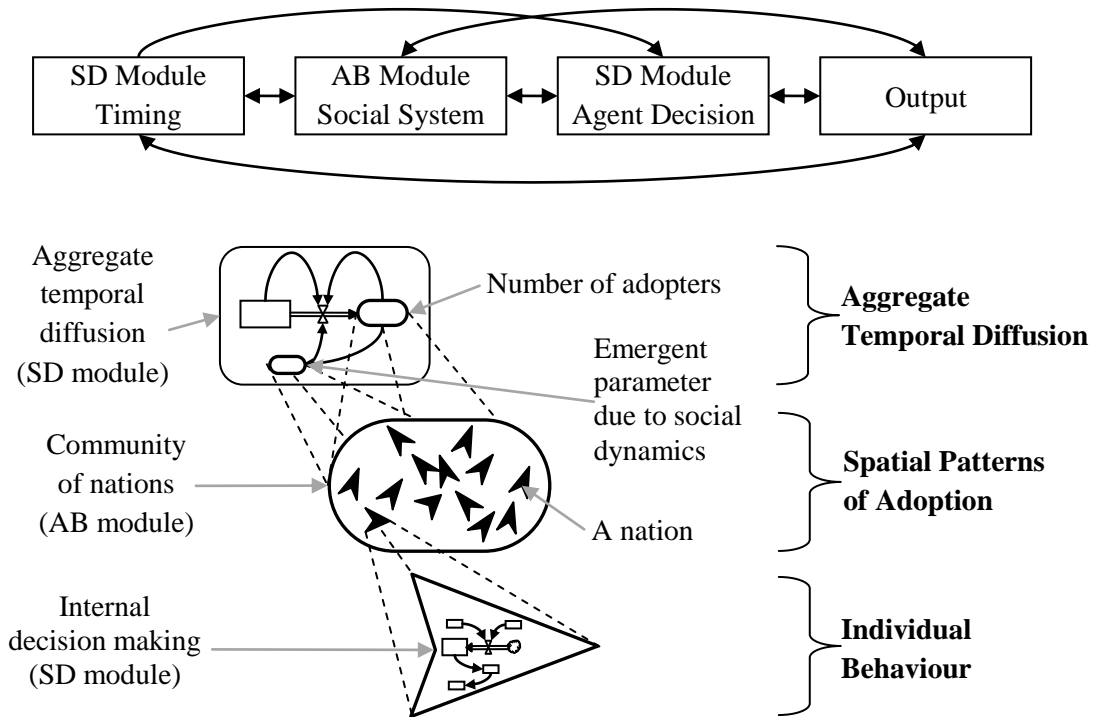 SD Module
Timing
AB Module
Social System
SD Module
Agent Decision
Output
Aggregate
temporal
diffusion
(SD module)
Number of adopters
Emergent
parameter
due to social
dynamics
Aggregate
Temporal Diffusion
Community
of nations
(AB module)
A nation
Spatial Patterns
of Adoption
Internal
decision making
(SD module)
Individual
Behaviour